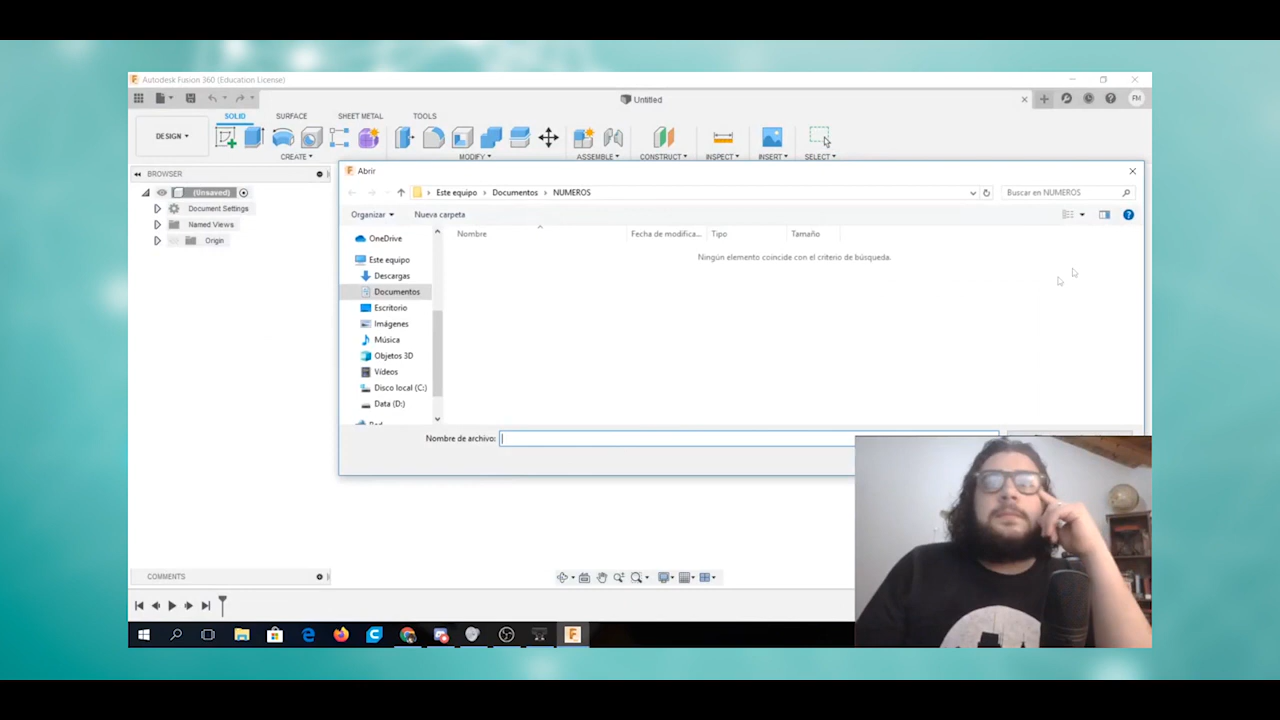 Autodesk Fusion 360 (Education License)
Untitled
FM
SOLID
SURFACE
SHEET METAL
TOOLS
DESIGN
CREATE
MODIFY
ASSEMBLE
CONSTRUCT
INSPECT
INSERT
SELECT
BROWSER
(Unsaved)
Document Settings
Named Views
Origin
Abrir
Este equipo
Documentos
NUMEROS
Buscar en NUMEROS
Organizar
Nueva carpeta
Nombre
Fecha de modifica...
Tipo
Tamaño
Ningún elemento coincide con el criterio de búsqueda.
OneDrive
Este equipo
Descargas
Documentos
Escritorio
Imágenes
Música
Objetos 3D
Vídeos
Disco local (C:)
Data (D:)
Nombre de archivo:
COMMENTS